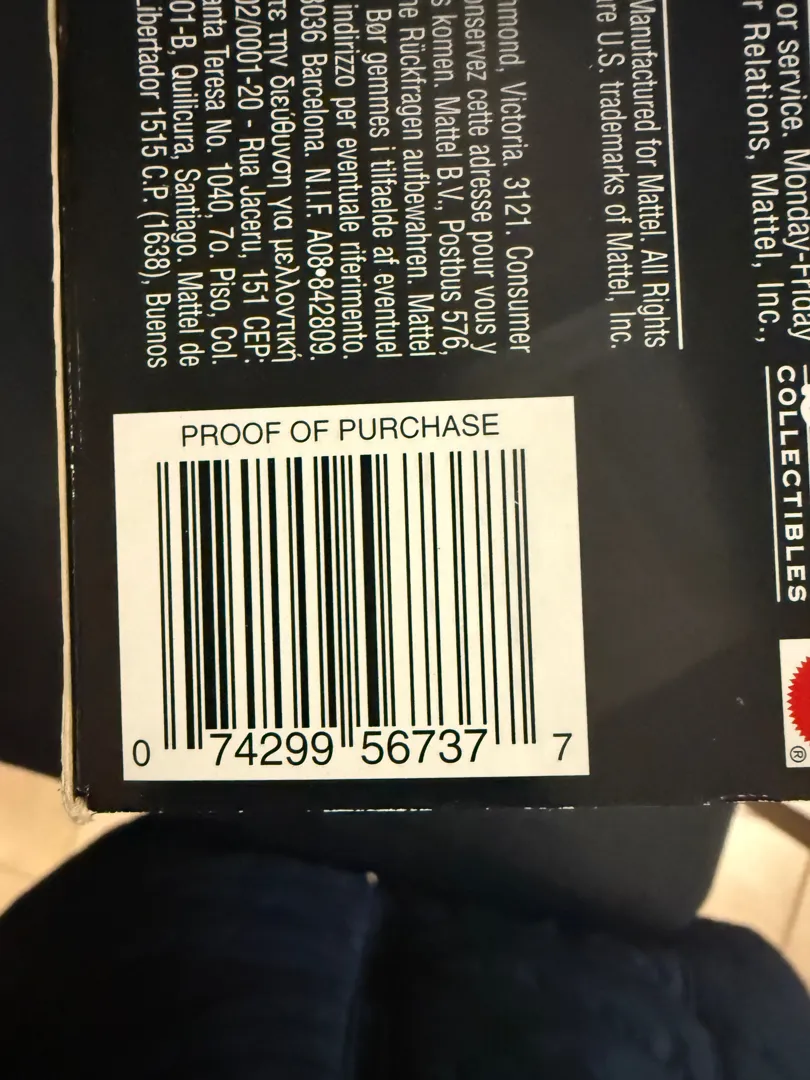 or service. Monday-Friday
r Relations, Mattel, Inc.,
Manufactured for Mattel. All Rights
re U.S. trademarks of Mattel, Inc.
mond, Victoria, 3121. Consumer
onservez cette adresse pour vous y
s komen. Mattel B.V., Postbus 576,
ne Rückfragen aufbewahren. Mattel
Bør gemmes i tilfaelde af eventuel
indirizzo per eventuale riferimento.
8036 Barcelona. N.I.F. A08•842809.
τε την διεύθυνση για μελλοντική
02/0001-20 - Rua Jaceru, 151 CEP:
anta Teresa No. 1040, 7o. Piso, Col.
01-B, Quilicura, Santiago. Mattel de
Libertador 1515 C.P. (1638), Buenos
COLLECTIBLES
®
PROOF OF PURCHASE
0 74299 56737 7